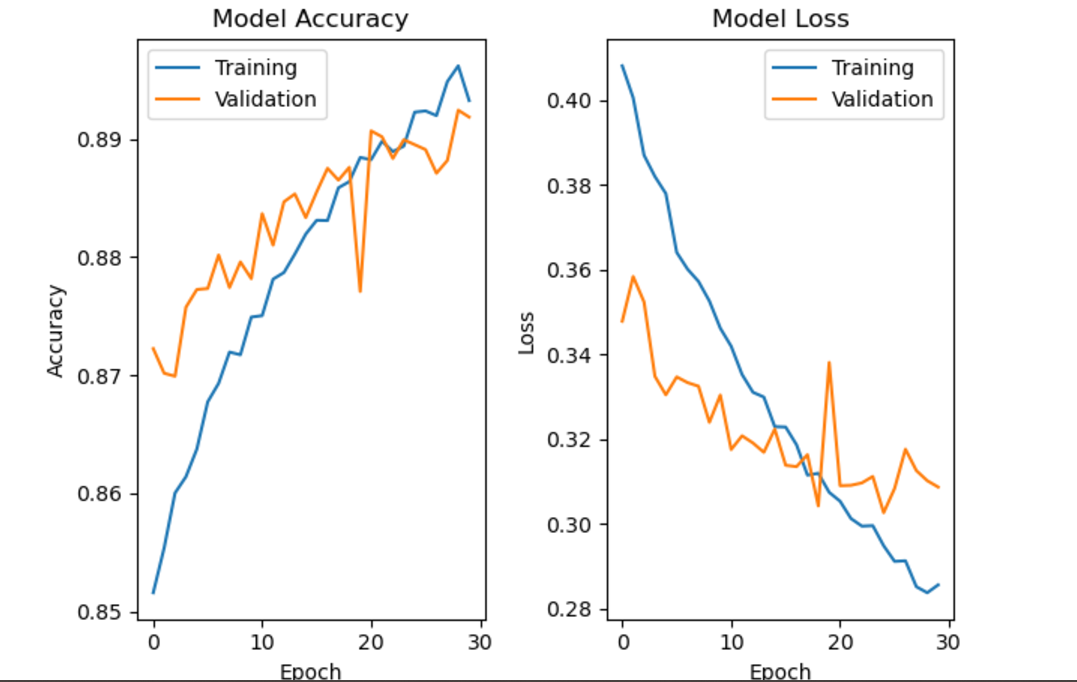 Model Accuracy
Training
Validation
0.89
0.88
0.87
0.86
0.85
Accuracy
0 10 20 30
Epoch
Model Loss
Training
Validation
0.40
0.38
0.36
0.34
0.32
0.30
0.28
Loss
0 10 20 30
Epoch